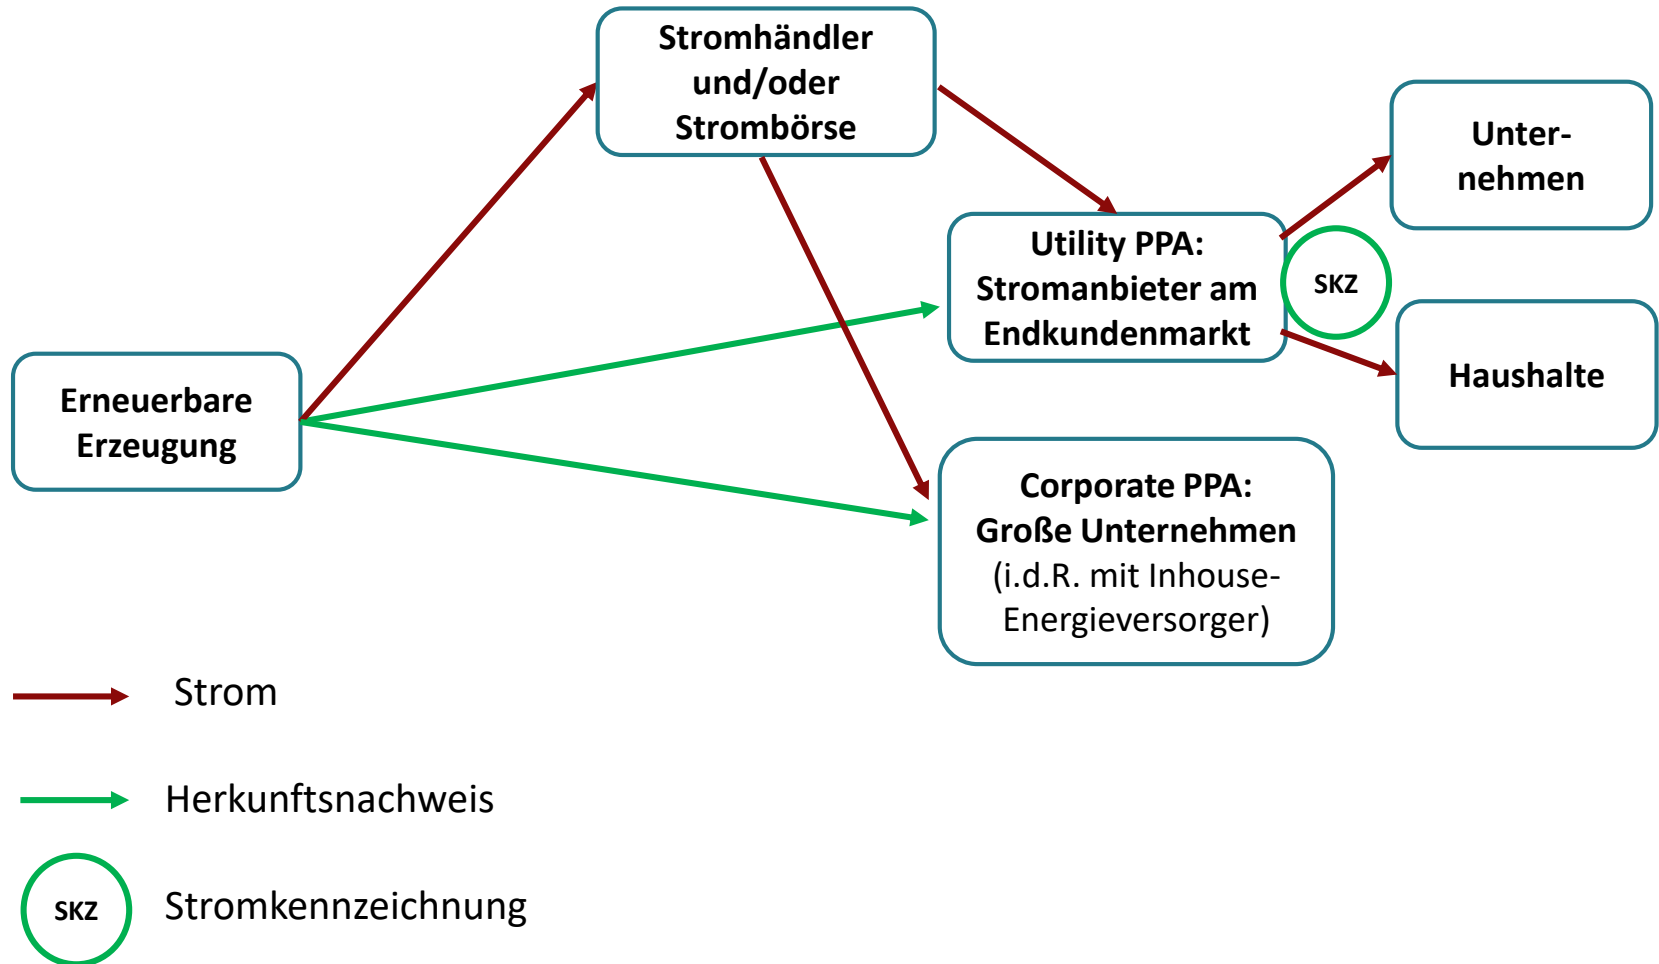 Stromhändler
und/oder
Strombörse
Unter-
nehmen
Utility PPA:
Stromanbieter am
Endkundenmarkt
SKZ
Haushalte
Erneuerbare
Erzeugung
Corporate PPA:
Große Unternehmen
(i.d.R. mit Inhouse-
Energieversorger)
Strom
Herkunftsnachweis
SKZ
Stromkennzeichnung